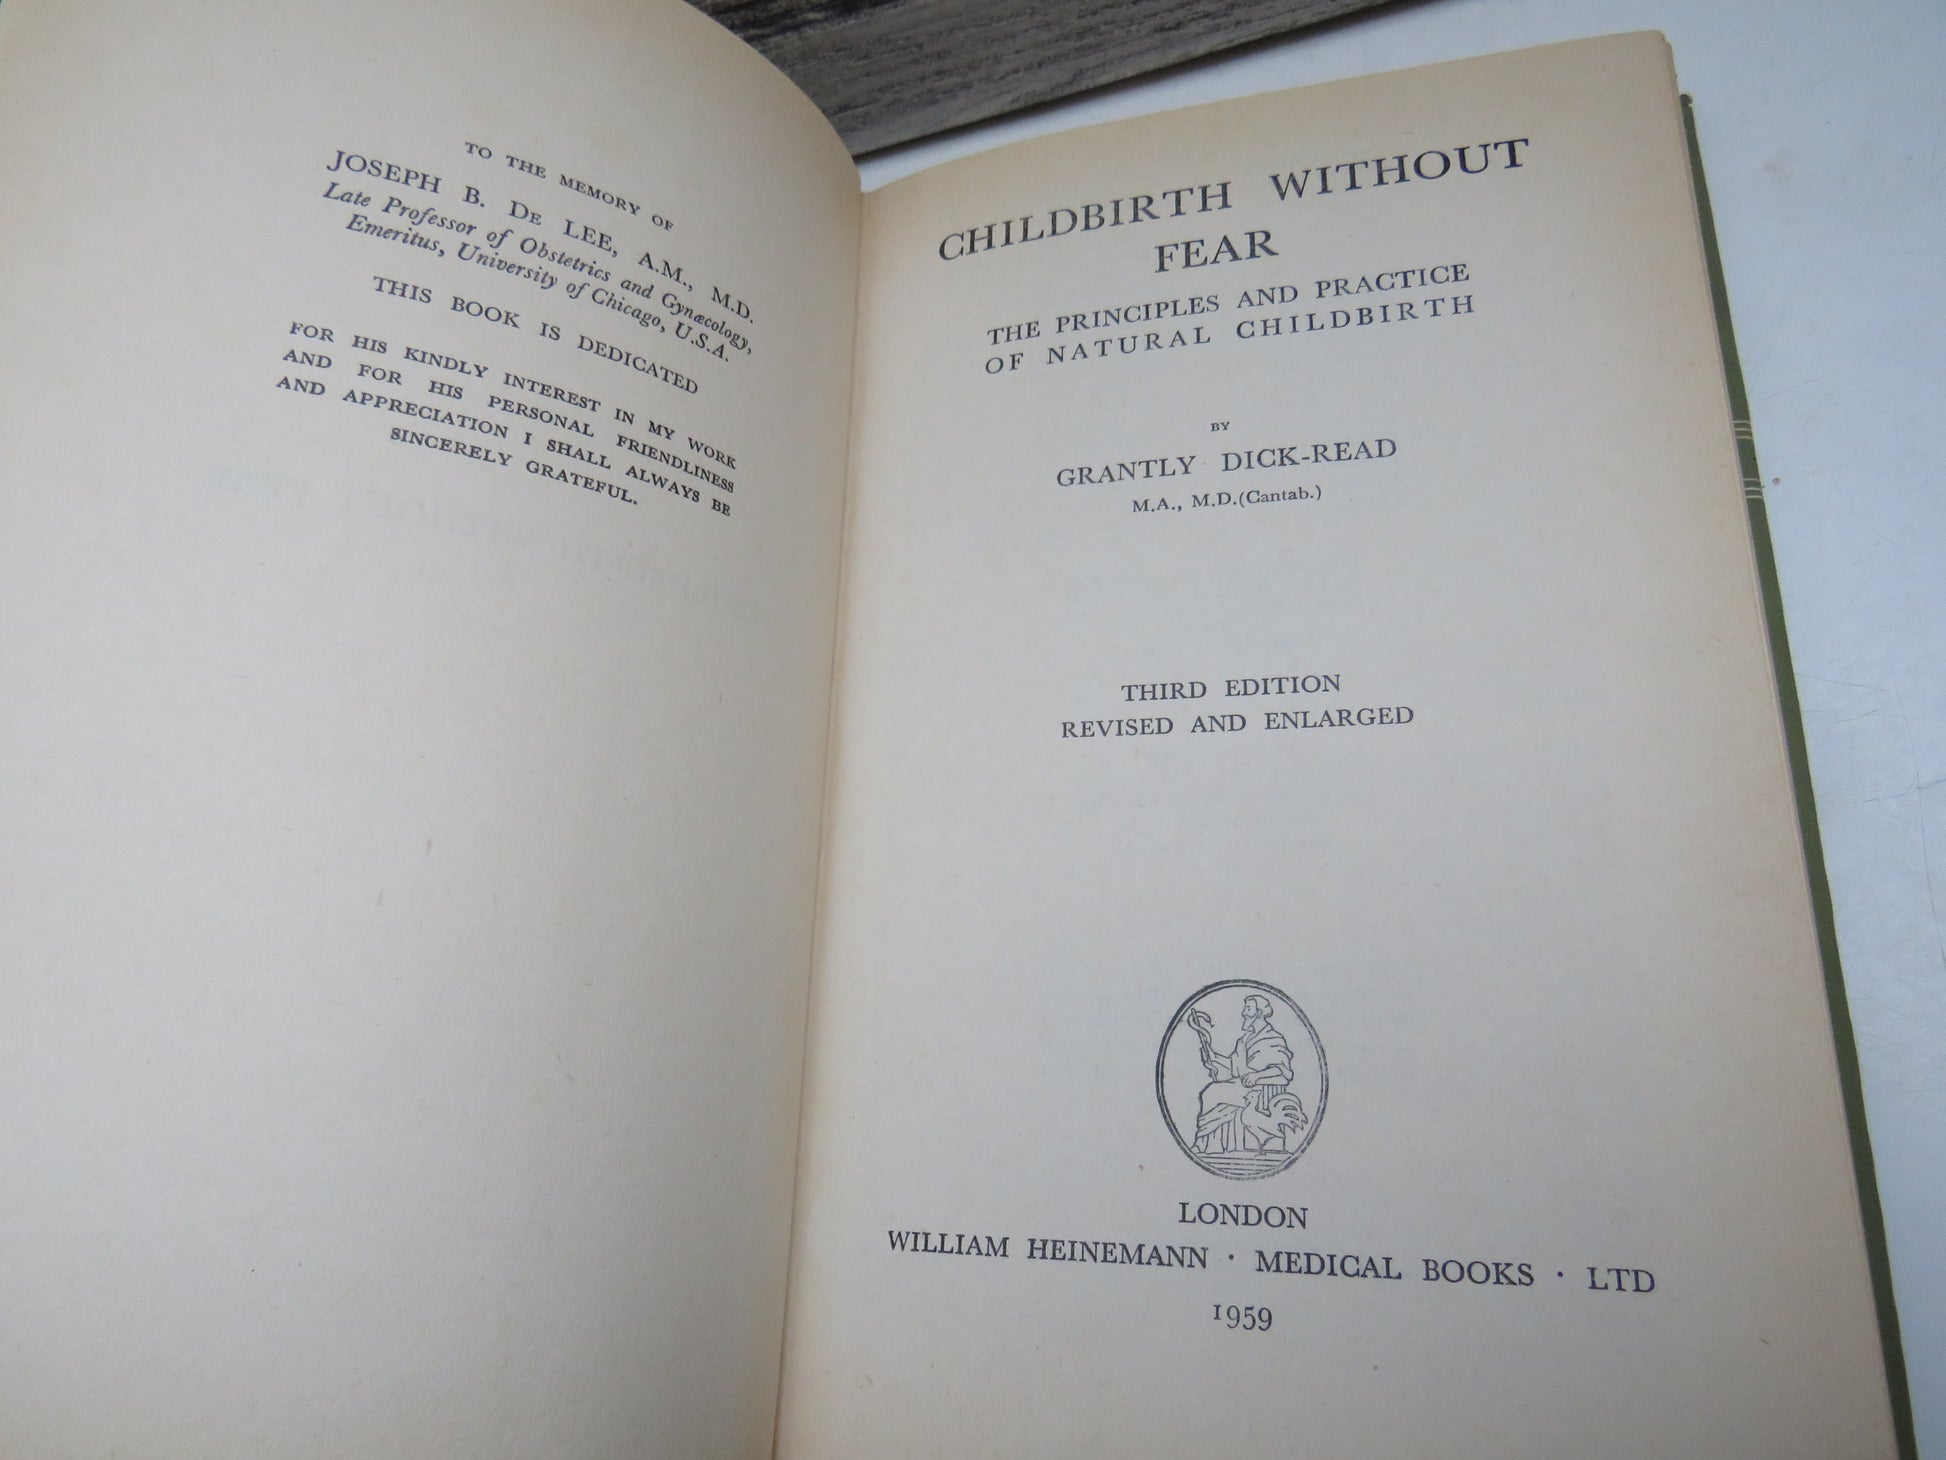 TO THE MEMORY OF
JOSEPH B. DE LEE, A.M., M.D.
Late Professor of Obstetrics and Gynæcology,
Emeritus, University of Chicago, U.S.A.
THIS BOOK IS DEDICATED
FOR HIS KINDLY INTEREST IN MY WORK
AND FOR HIS PERSONAL FRIENDLINESS
AND APPRECIATION I SHALL ALWAYS BE
SINCERELY GRATEFUL.
CHILDBIRTH WITHOUT
FEAR
THE PRINCIPLES AND PRACTICE
OF NATURAL CHILDBIRTH
BY
GRANTLY DICK-READ
M.A., M.D.(Cantab.)
THIRD EDITION
REVISED AND ENLARGED
LONDON
WILLIAM HEINEMANN · MEDICAL BOOKS · LTD
1959